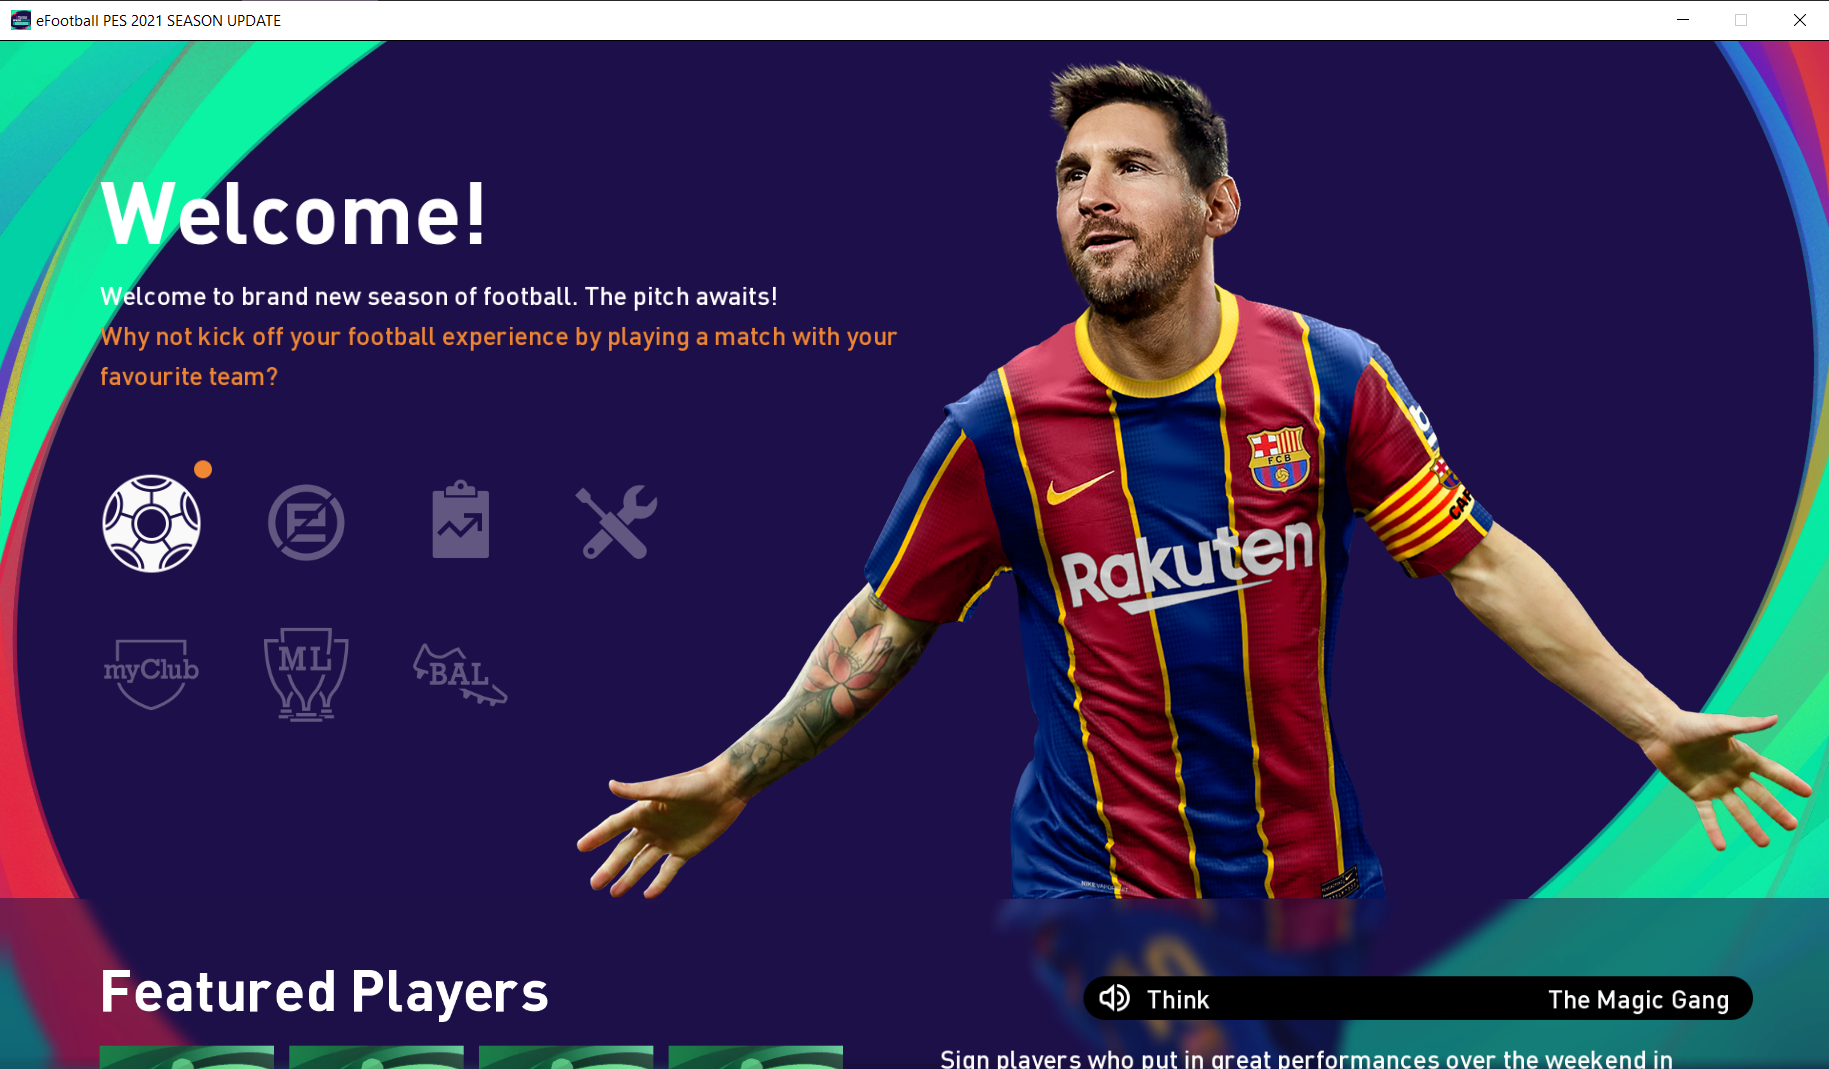 eFootball PES 2021 SEASON UPDATE
Welcome!
Welcome to brand new season of football. The pitch awaits!
Why not kick off your football experience by playing a match with your
favourite team?
myClub
ML
BAL
FCB
Rakuten
CAP
Featured Players
Think
The Magic Gang
Sign players who put in great performances over the weekend in